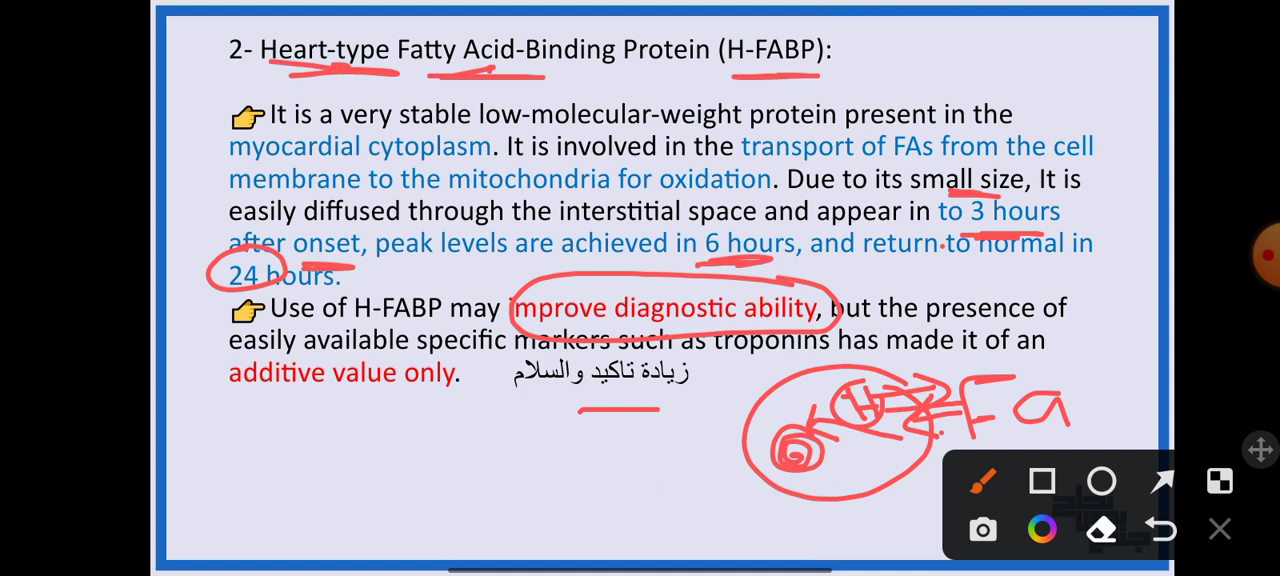 2- Heart-type Fatty Acid-Binding Protein (H-FABP):
It is a very stable low-molecular-weight protein present in the
myocardial cytoplasm. It is involved in the transport of FAs from the cell
membrane to the mitochondria for oxidation. Due to its small size, It is
easily diffused through the interstitial space and appear in to 3 hours
after onset, peak levels are achieved in 6 hours, and return to normal in
24 hours.
Use of H-FABP may improve diagnostic ability, but the presence of
easily available specific markers such as troponins has made it of an
additive value only.
زيادة تاكيد والسلام
H Fa